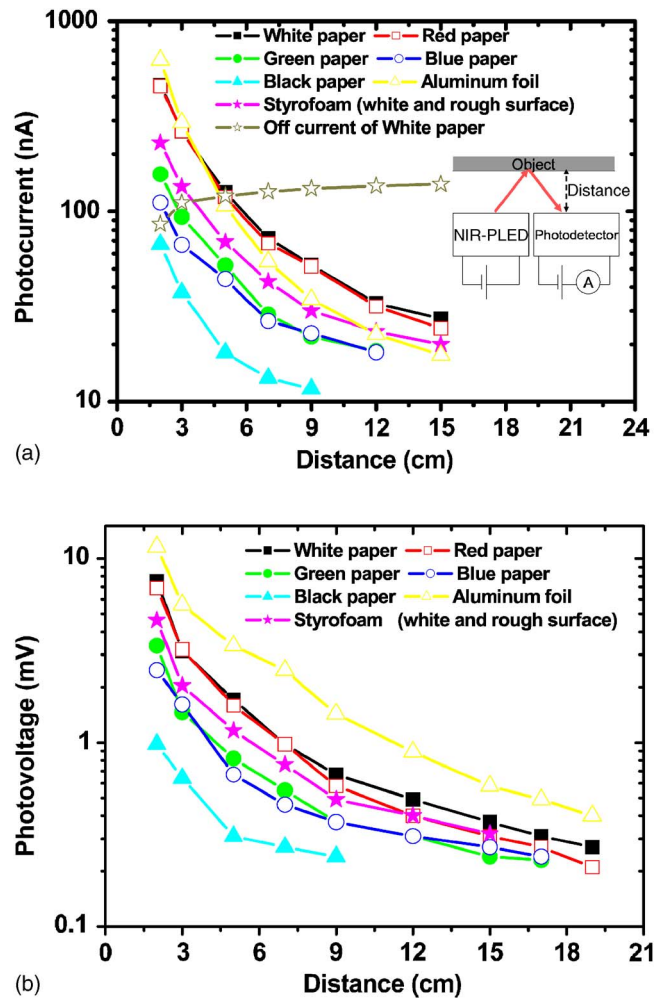 1000
White paper Red paper
Green paper Blue paper
Black paper Aluminum foil
Styrofoam (white and rough surface)
Off current of White paper
Object
Distance
NIR-PLED Photodetector
A
100
10
Photocurrent (nA)
0 3 6 9 12 15 18 21 24
(a) Distance (cm)
White paper Red paper
Green paper Blue paper
Black paper Aluminum foil
Styrofoam (white and rough surface)
10
1
0.1
Photovoltage (mV)
0 3 6 9 12 15 18 21
(b) Distance (cm)